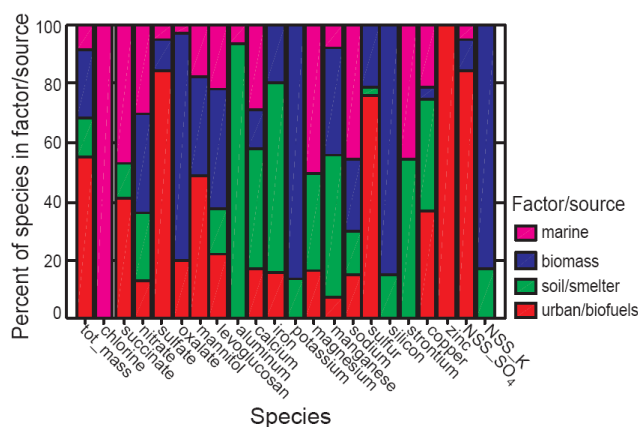 Percent of species in factor/source
100
80
60
40
20
0
tot_mass
chlorine
succinate
nitrate
sulfate
oxalate
mannitol
levoglucosan
aluminum
calcium
iron
potassium
magnesium
manganese
sodium
sulfur
silicon
strontium
copper
zinc
NSS_SO4
NSS_K
Species
Factor/source
marine
biomass
soil/smelter
urban/biofuels